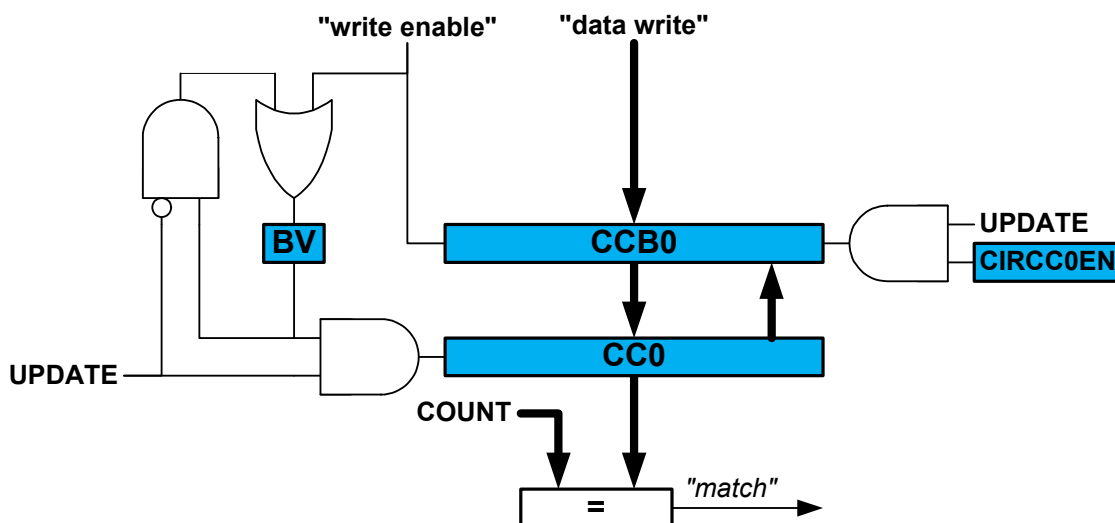 "write enable"
"data write"
UPDATE
BV
CCB0
CIRCC0EN
CC0
UPDATE
COUNT
"match"
=